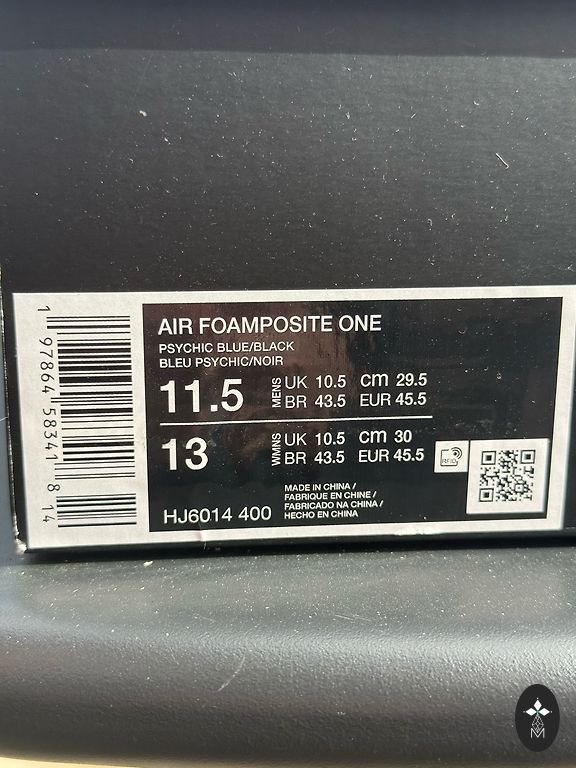 1 97864 58341 8 14
AIR FOAMPOSITE ONE
PSYCHIC BLUE/BLACK
BLEU PSYCHIC/NOIR
11.5 MENS UK 10.5 cm 29.5
BR 43.5 EUR 45.5
13 WMNS UK 10.5 cm 30
BR 43.5 EUR 45.5
RFID
HJ6014 400
MADE IN CHINA /
FABRIQUE EN CHINE /
FABRICADO NA CHINA /
HECHO EN CHINA
M